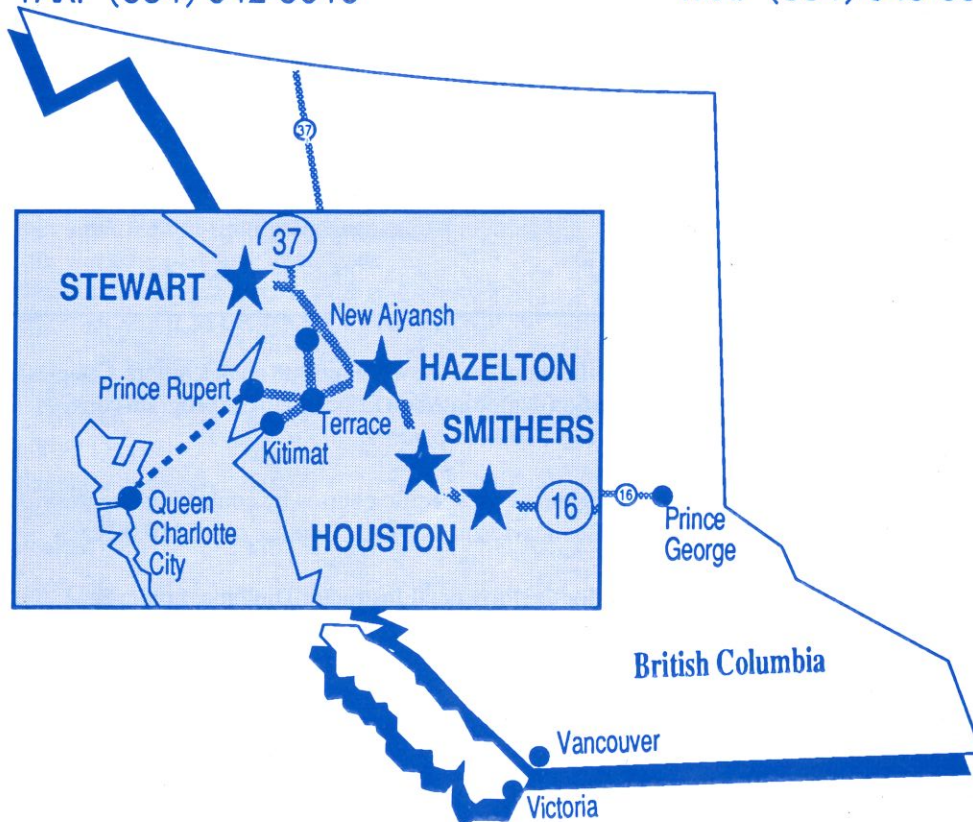 37
37
STEWART
New Aiyansh
HAZELTON
Prince Rupert
Terrace
SMITHERS
Kitimat
Queen
Charlotte
City
HOUSTON
16
16
Prince
George
British Columbia
Vancouver
Victoria